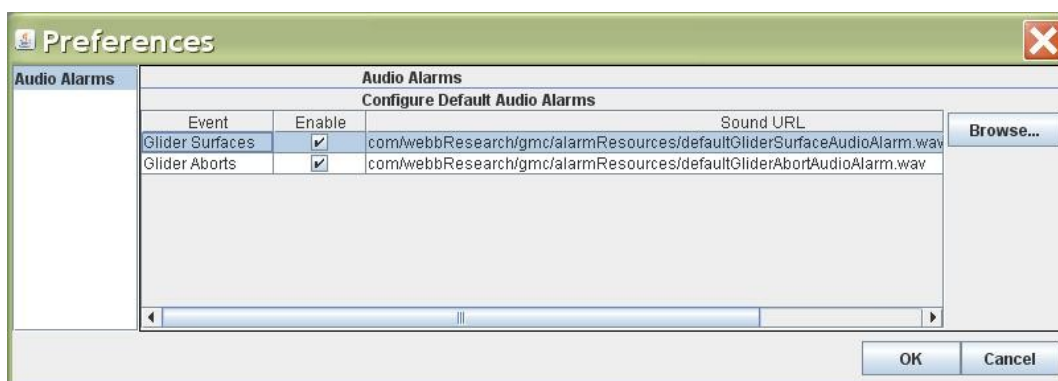 Preferences
Audio Alarms
Audio Alarms
Configure Default Audio Alarms
Event Enable Sound URL
Glider Surfaces com/webbResearch/gmc/alarmResources/defaultGliderSurfaceAudioAlarm.wav
Glider Aborts com/webbResearch/gmc/alarmResources/defaultGliderAbortAudioAlarm.wav
Browse...
OK Cancel